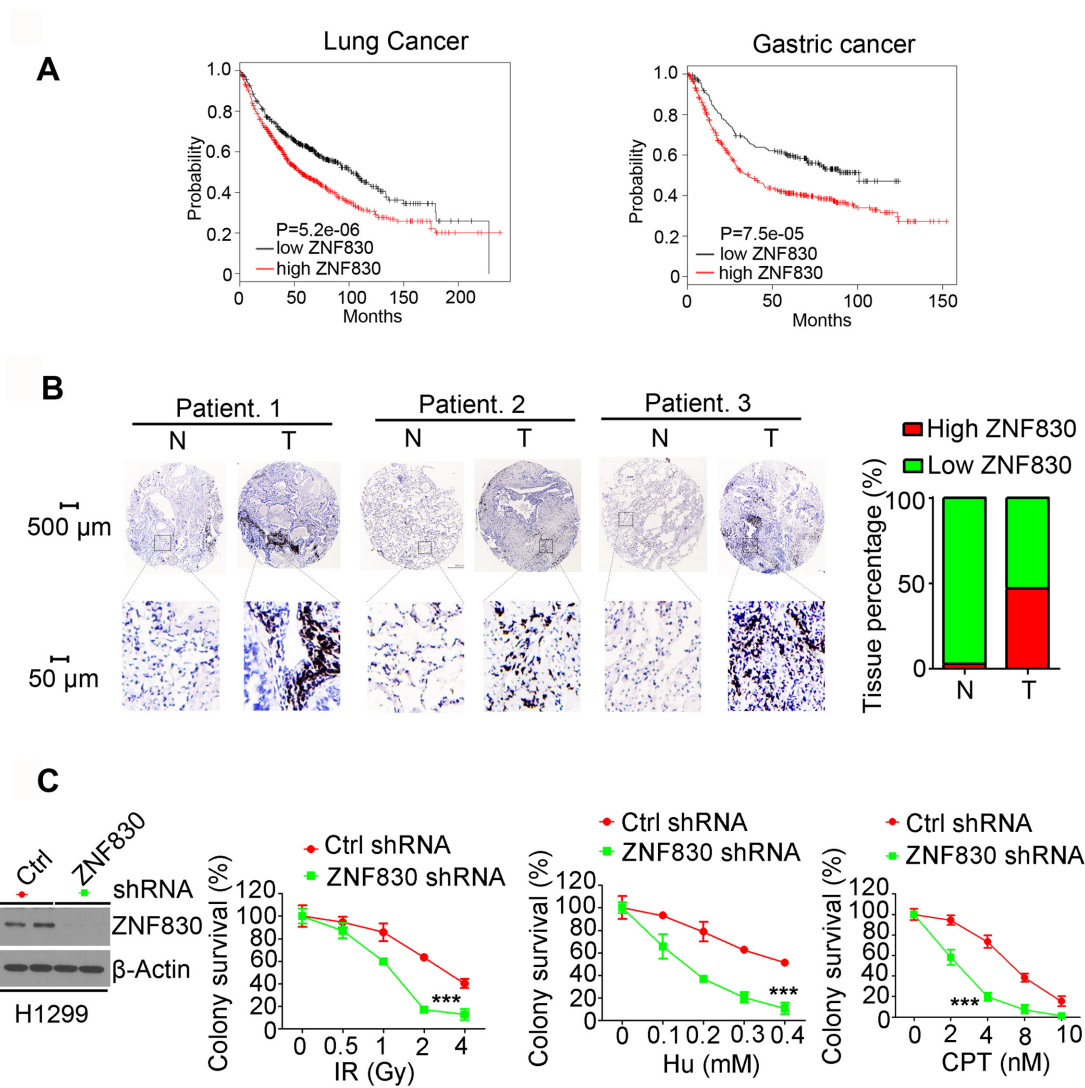 A
Lung Cancer
Probability
1.0
0.8
0.6
0.4
0.2
0
P=5.2e-06
low ZNF830
high ZNF830
0 50 100 150 200
Months
Gastric cancer
Probability
1.0
0.8
0.6
0.4
0.2
0
P=7.5e-05
low ZNF830
high ZNF830
0 50 100 150
Months
B
Patient. 1
N T
Patient. 2
N T
Patient. 3
N T
500 μm
50 μm
High ZNF830
Low ZNF830
Tissue percentage (%)
100
50
0
N T
C
Ctrl
ZNF830
shRNA
ZNF830
β-Actin
H1299
Ctrl shRNA
ZNF830 shRNA
Colony survival (%)
120
100
80
60
40
20
0
***
0 0.5 1 2 4
IR (Gy)
Ctrl shRNA
ZNF830 shRNA
Colony survival (%)
120
100
80
60
40
20
0
***
0 0.1 0.2 0.3 0.4
Hu (mM)
Ctrl shRNA
ZNF830 shRNA
Colony survival (%)
120
100
80
60
40
20
0
***
0 2 4 8 10
CPT (nM)